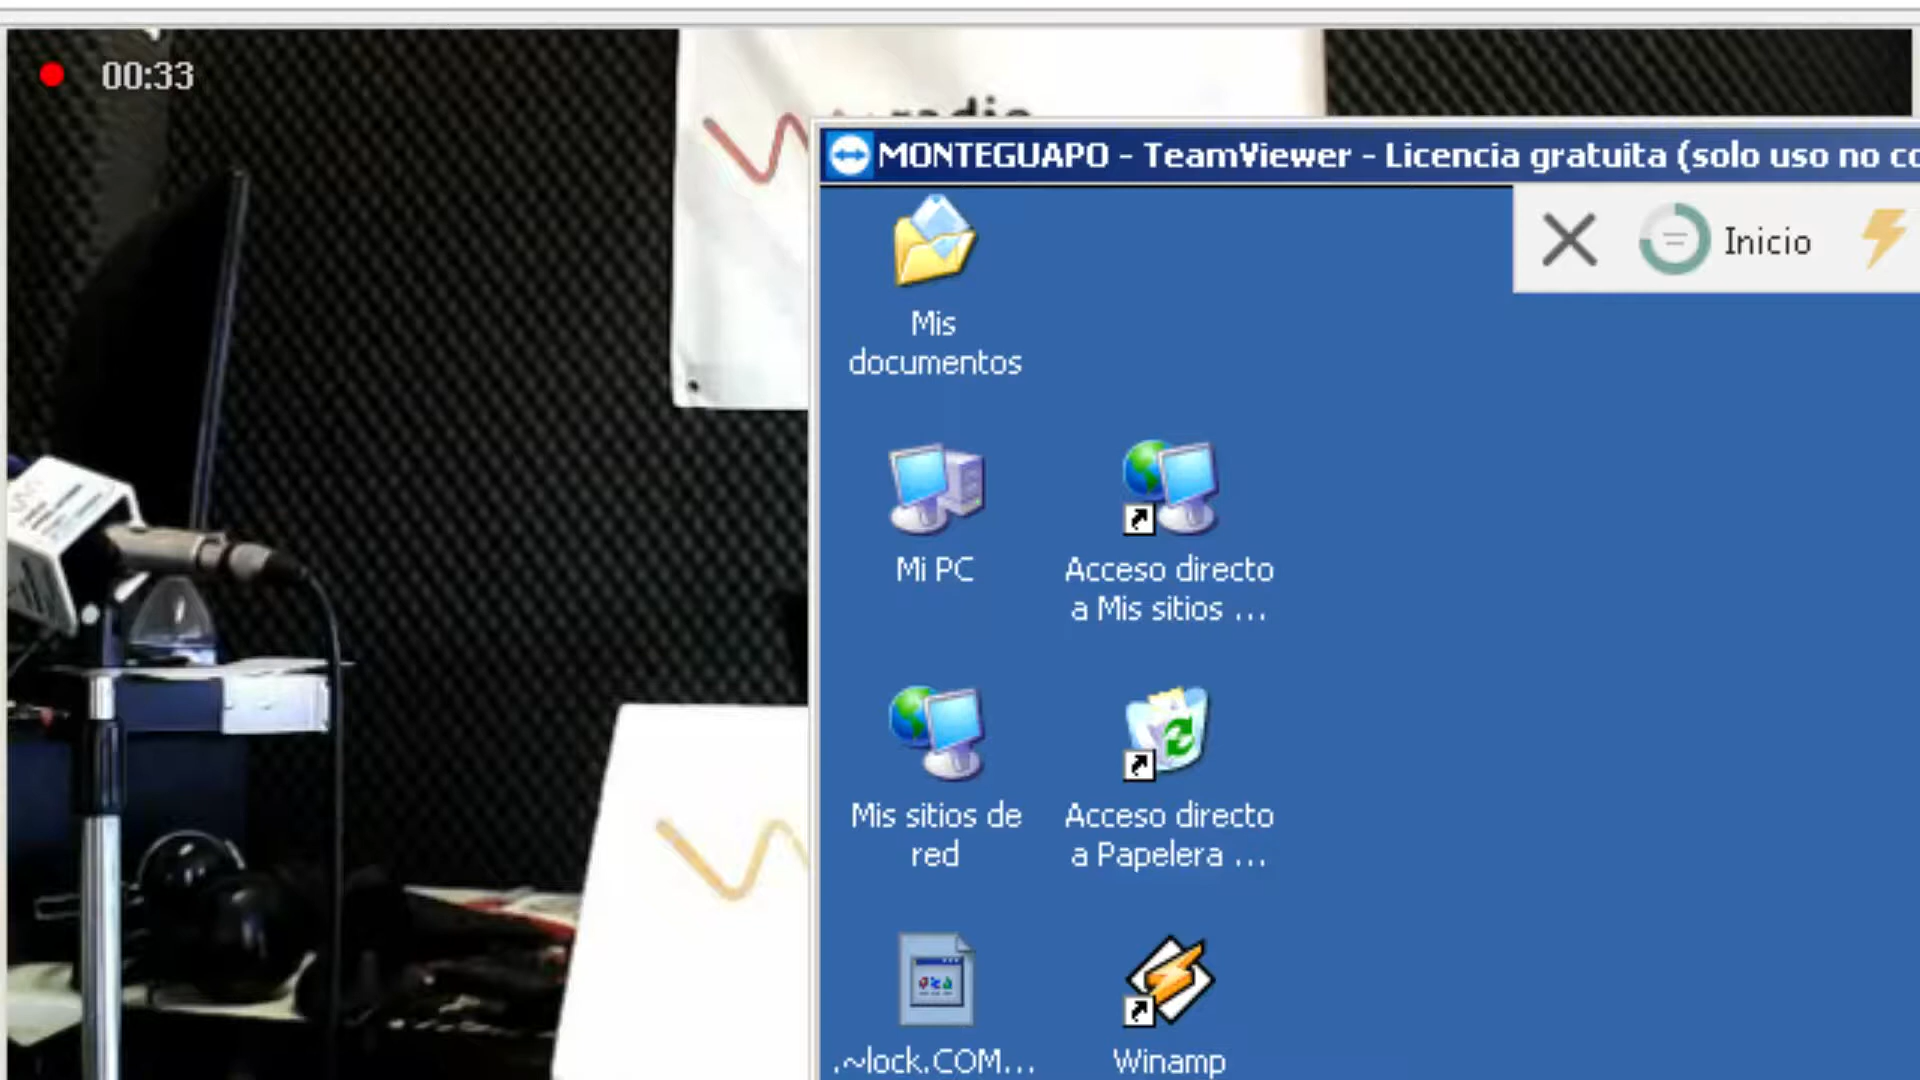 00:33
radio
MONTEGUAPO - TeamViewer - Licencia gratuita (solo uso no co
Inicio
Mis
documentos
Mi PC
Acceso directo
a Mis sitios ...
Mis sitios de
red
Acceso directo
a Papelera ...
.~lock.COM...
Winamp